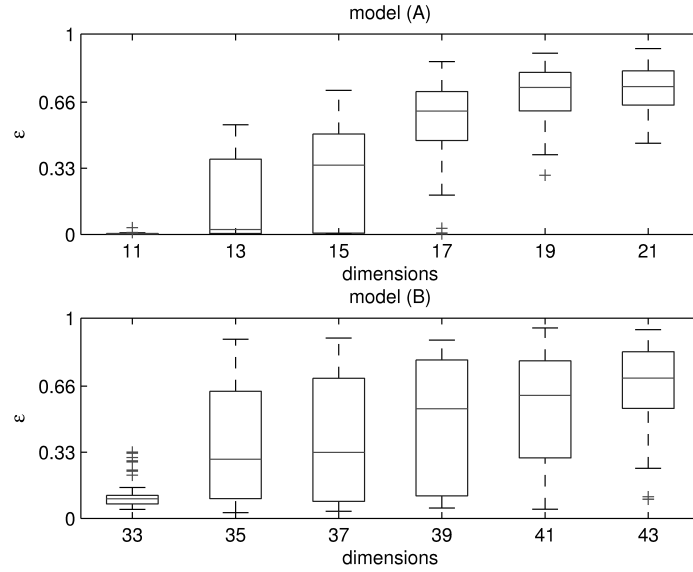 model (A)
1
0.66
ε
0.33
0
11 13 15 17 19 21
dimensions
model (B)
1
0.66
ε
0.33
0
33 35 37 39 41 43
dimensions